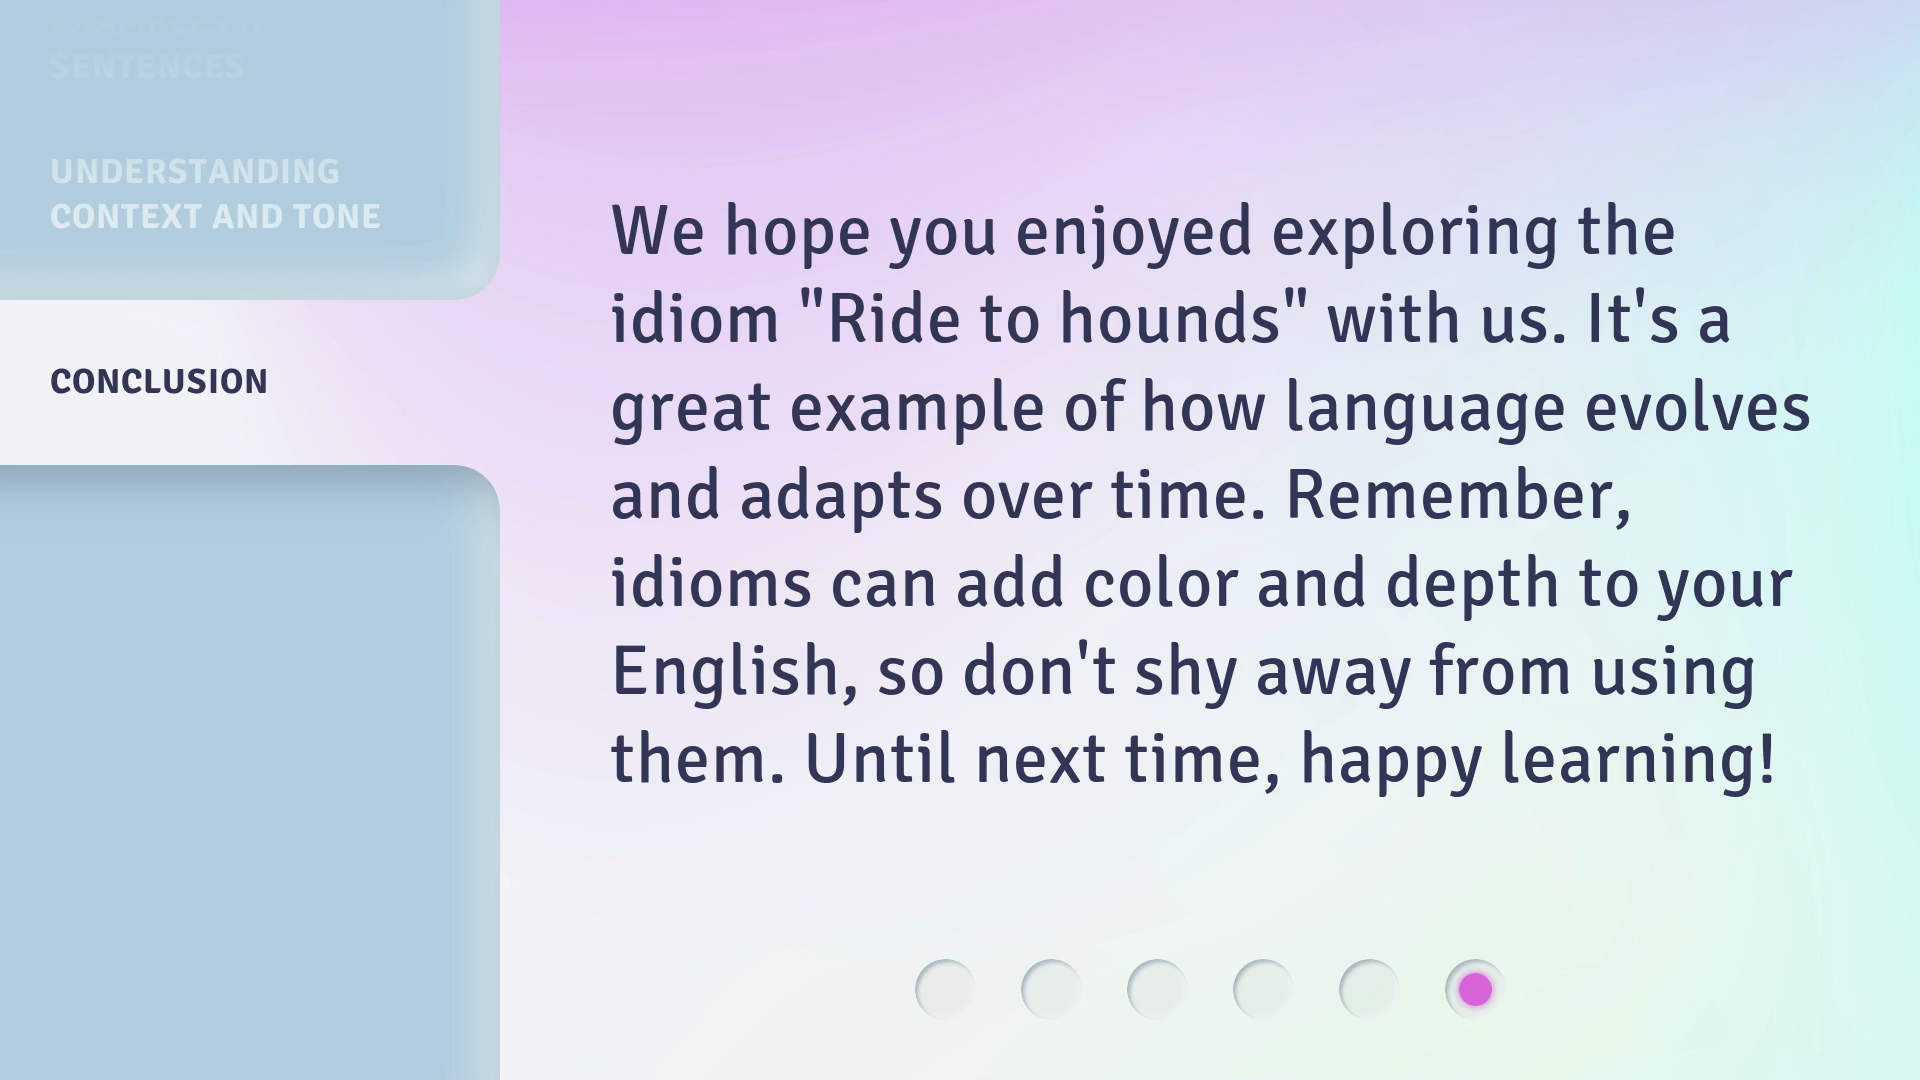 SENTENCES
UNDERSTANDING
CONTEXT AND TONE
CONCLUSION
We hope you enjoyed exploring the
idiom "Ride to hounds" with us. It's a
great example of how language evolves
and adapts over time. Remember,
idioms can add color and depth to your
English, so don't shy away from using
them. Until next time, happy learning!